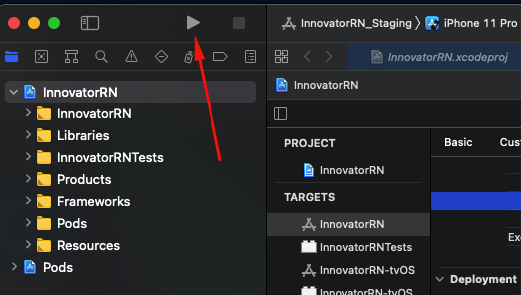 InnovatorRN_Staging
iPhone 11 Pro
InnovatorRN.xcodeproj
InnovatorRN
InnovatorRN
Libraries
InnovatorRNTests
Products
Frameworks
Pods
Resources
Pods
InnovatorRN
PROJECT
InnovatorRN
TARGETS
InnovatorRN
InnovatorRNTests
InnovatorRN-tvOS
InnovatorRN-tvOS
Basic
Cus
Exc
Deployment